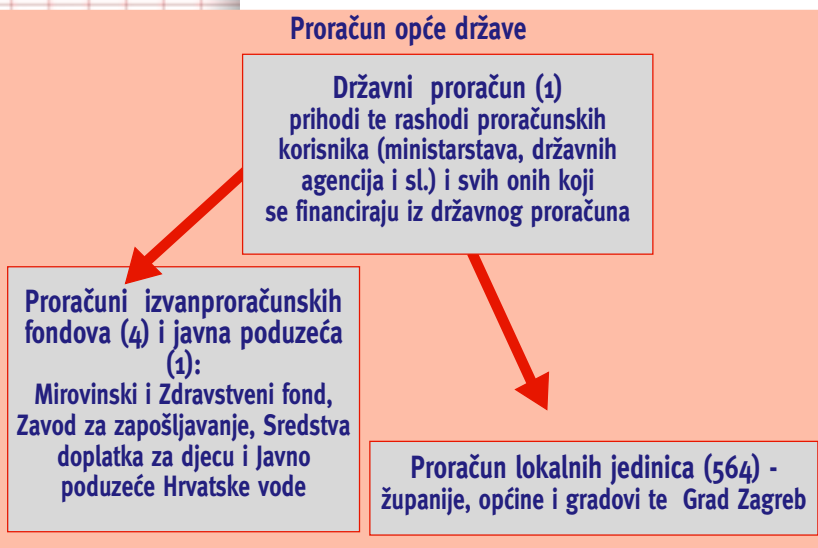 Proračun opće države
Državni proračun (1)
prihodi te rashodi proračunskih
korisnika (ministarstava, državnih
agencija i sl.) i svih onih koji
se financiraju iz državnog proračuna
Proračuni izvanproračunskih
fondova (4) i javna poduzeća
(1):
Mirovinski i Zdravstveni fond,
Zavod za zapošljavanje, Sredstva
doplatka za djecu i Javno
poduzeće Hrvatske vode
Proračun lokalnih jedinica (564) -
županije, općine i gradovi te Grad Zagreb